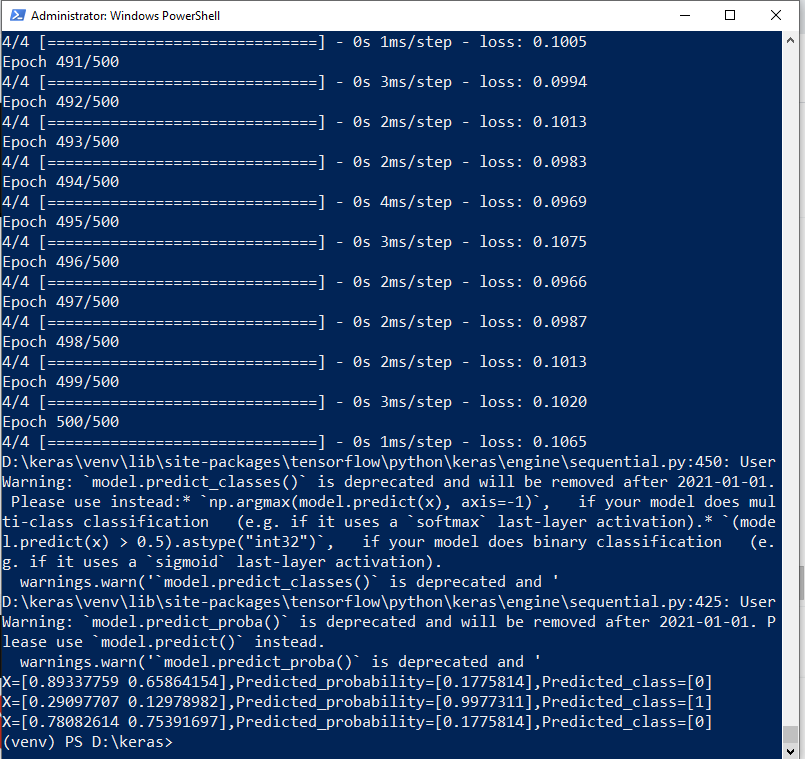 Administrator: Windows PowerShell
4/4 [==============================] - 0s 1ms/step - loss: 0.1005
Epoch 491/500
4/4 [==============================] - 0s 3ms/step - loss: 0.0994
Epoch 492/500
4/4 [==============================] - 0s 2ms/step - loss: 0.1013
Epoch 493/500
4/4 [==============================] - 0s 2ms/step - loss: 0.0983
Epoch 494/500
4/4 [==============================] - 0s 4ms/step - loss: 0.0969
Epoch 495/500
4/4 [==============================] - 0s 3ms/step - loss: 0.1075
Epoch 496/500
4/4 [==============================] - 0s 2ms/step - loss: 0.0966
Epoch 497/500
4/4 [==============================] - 0s 2ms/step - loss: 0.0987
Epoch 498/500
4/4 [==============================] - 0s 2ms/step - loss: 0.1013
Epoch 499/500
4/4 [==============================] - 0s 3ms/step - loss: 0.1020
Epoch 500/500
4/4 [==============================] - 0s 1ms/step - loss: 0.1065
D:\keras\venv\lib\site-packages\tensorflow\python\keras\engine\sequential.py:450: User
Warning: `model.predict_classes()` is deprecated and will be removed after 2021-01-01.
 Please use instead:* `np.argmax(model.predict(x), axis=-1)`,   if your model does mul
ti-class classification   (e.g. if it uses a `softmax` last-layer activation).* `(mode
l.predict(x) > 0.5).astype("int32")`,   if your model does binary classification   (e.
g. if it uses a `sigmoid` last-layer activation).
  warnings.warn('`model.predict_classes()` is deprecated and '
D:\keras\venv\lib\site-packages\tensorflow\python\keras\engine\sequential.py:425: User
Warning: `model.predict_proba()` is deprecated and will be removed after 2021-01-01. P
lease use `model.predict()` instead.
  warnings.warn('`model.predict_proba()` is deprecated and '
X=[0.89337759 0.65864154],Predicted_probability=[0.1775814],Predicted_class=[0]
X=[0.29097707 0.12978982],Predicted_probability=[0.9977311],Predicted_class=[1]
X=[0.78082614 0.75391697],Predicted_probability=[0.1775814],Predicted_class=[0]
(venv) PS D:\keras>